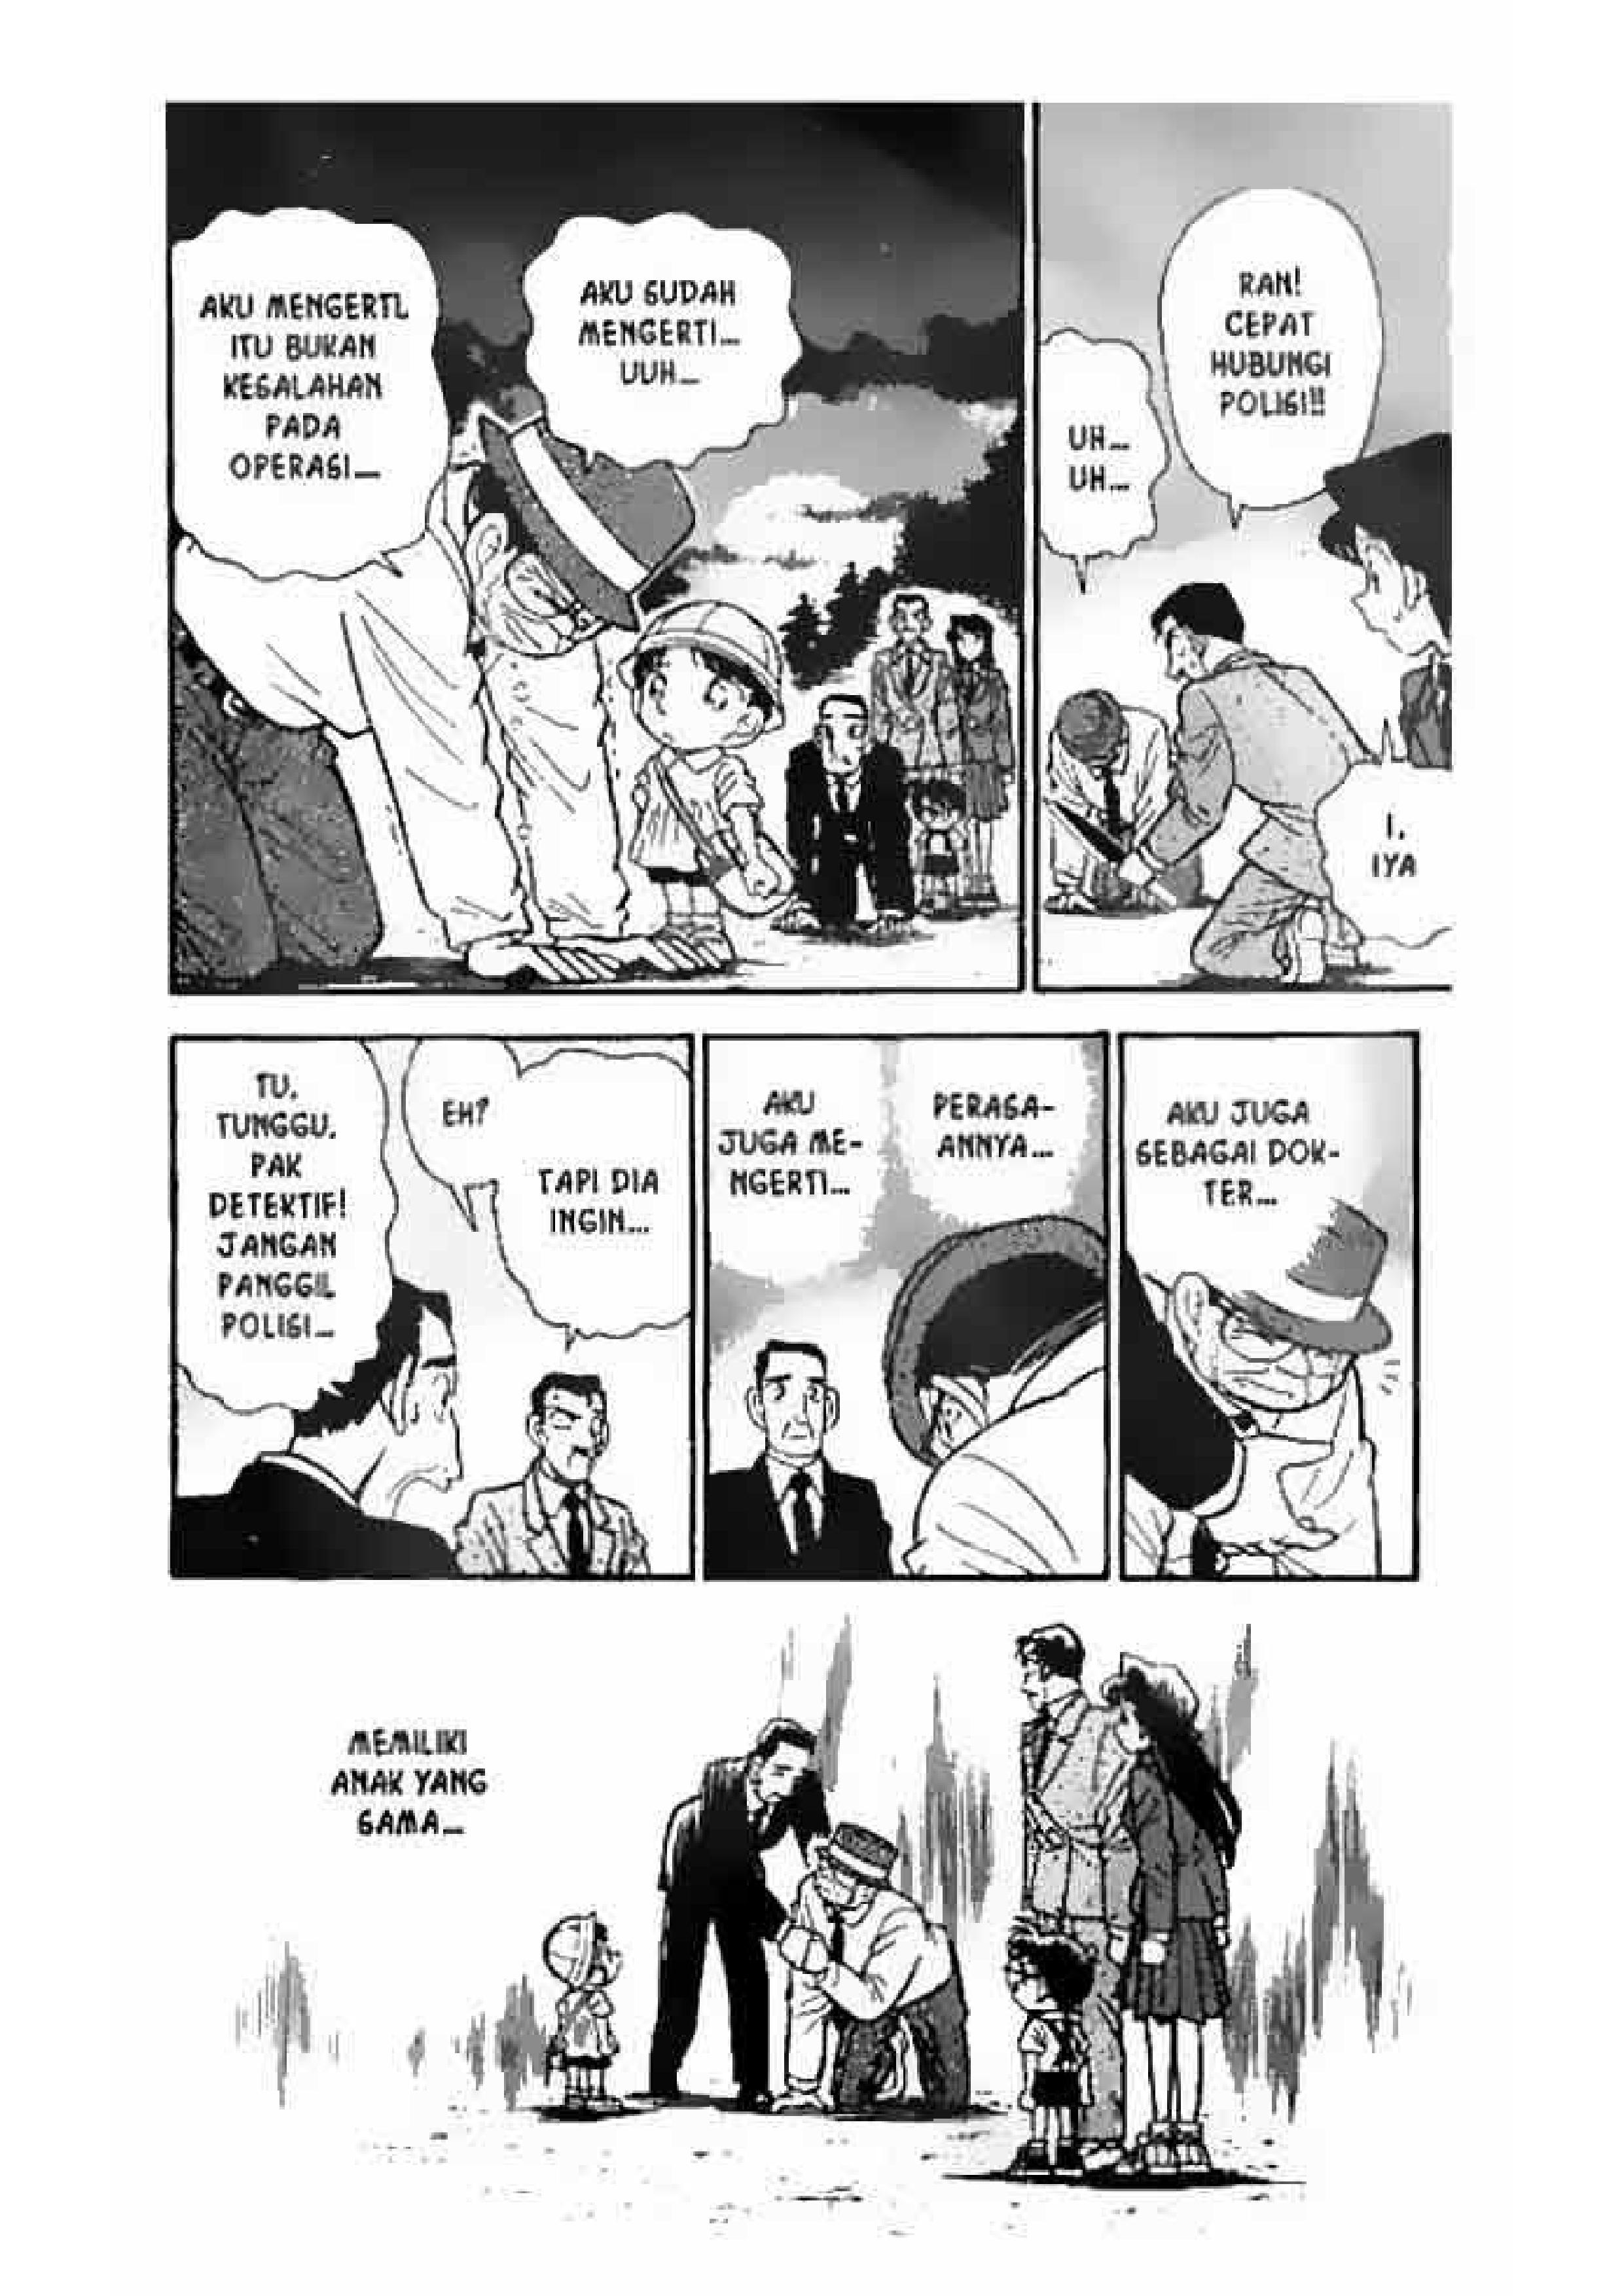 AKU MENGERTI.
ITU BUKAN
KESALAHAN
PADA
OPERASI...
AKU SUDAH
MENGERTI...
UUH...
UH...
UH...
RAN!
CEPAT
HUBUNGI
POLISI!!
I,
IYA
TU,
TUNGGU,
PAK
DETEKTIF!
JANGAN
PANGGIL
POLISI...
EH?
TAPI DIA
INGIN...
AKU
JUGA ME-
NGERTI...
PERASA-
ANNYA...
AKU JUGA
SEBAGAI DOK-
TER...
MEMILIKI
ANAK YANG
SAMA...